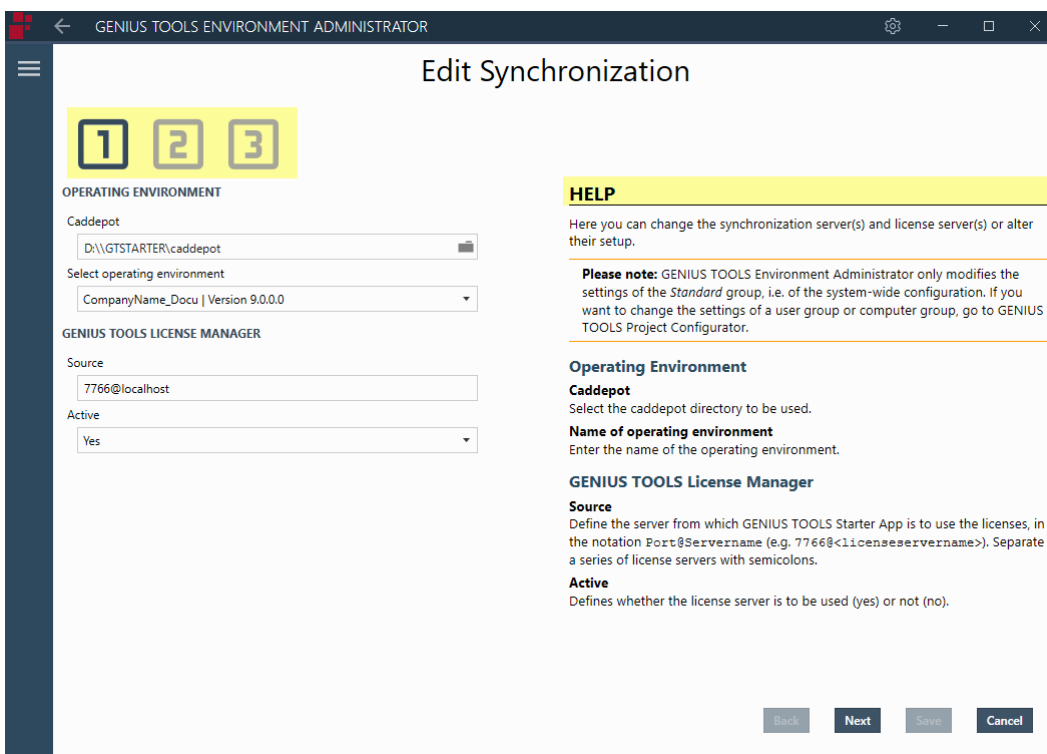 GENIUS TOOLS ENVIRONMENT ADMINISTRATOR
Edit Synchronization
1 2 3
OPERATING ENVIRONMENT
Caddepot
D:\\GTSTARTER\caddepot
Select operating environment
CompanyName_Docu | Version 9.0.0.0
GENIUS TOOLS LICENSE MANAGER
Source
7766@localhost
Active
Yes
HELP
Here you can change the synchronization server(s) and license server(s) or alter
their setup.
Please note: GENIUS TOOLS Environment Administrator only modifies the
settings of the Standard group, i.e. of the system-wide configuration. If you
want to change the settings of a user group or computer group, go to GENIUS
TOOLS Project Configurator.
Operating Environment
Caddepot
Select the caddepot directory to be used.
Name of operating environment
Enter the name of the operating environment.
GENIUS TOOLS License Manager
Source
Define the server from which GENIUS TOOLS Starter App is to use the licenses, in
the notation Port@Servername (e.g. 7766@<licenseservername>). Separate
a series of license servers with semicolons.
Active
Defines whether the license server is to be used (yes) or not (no).
Back Next Save Cancel